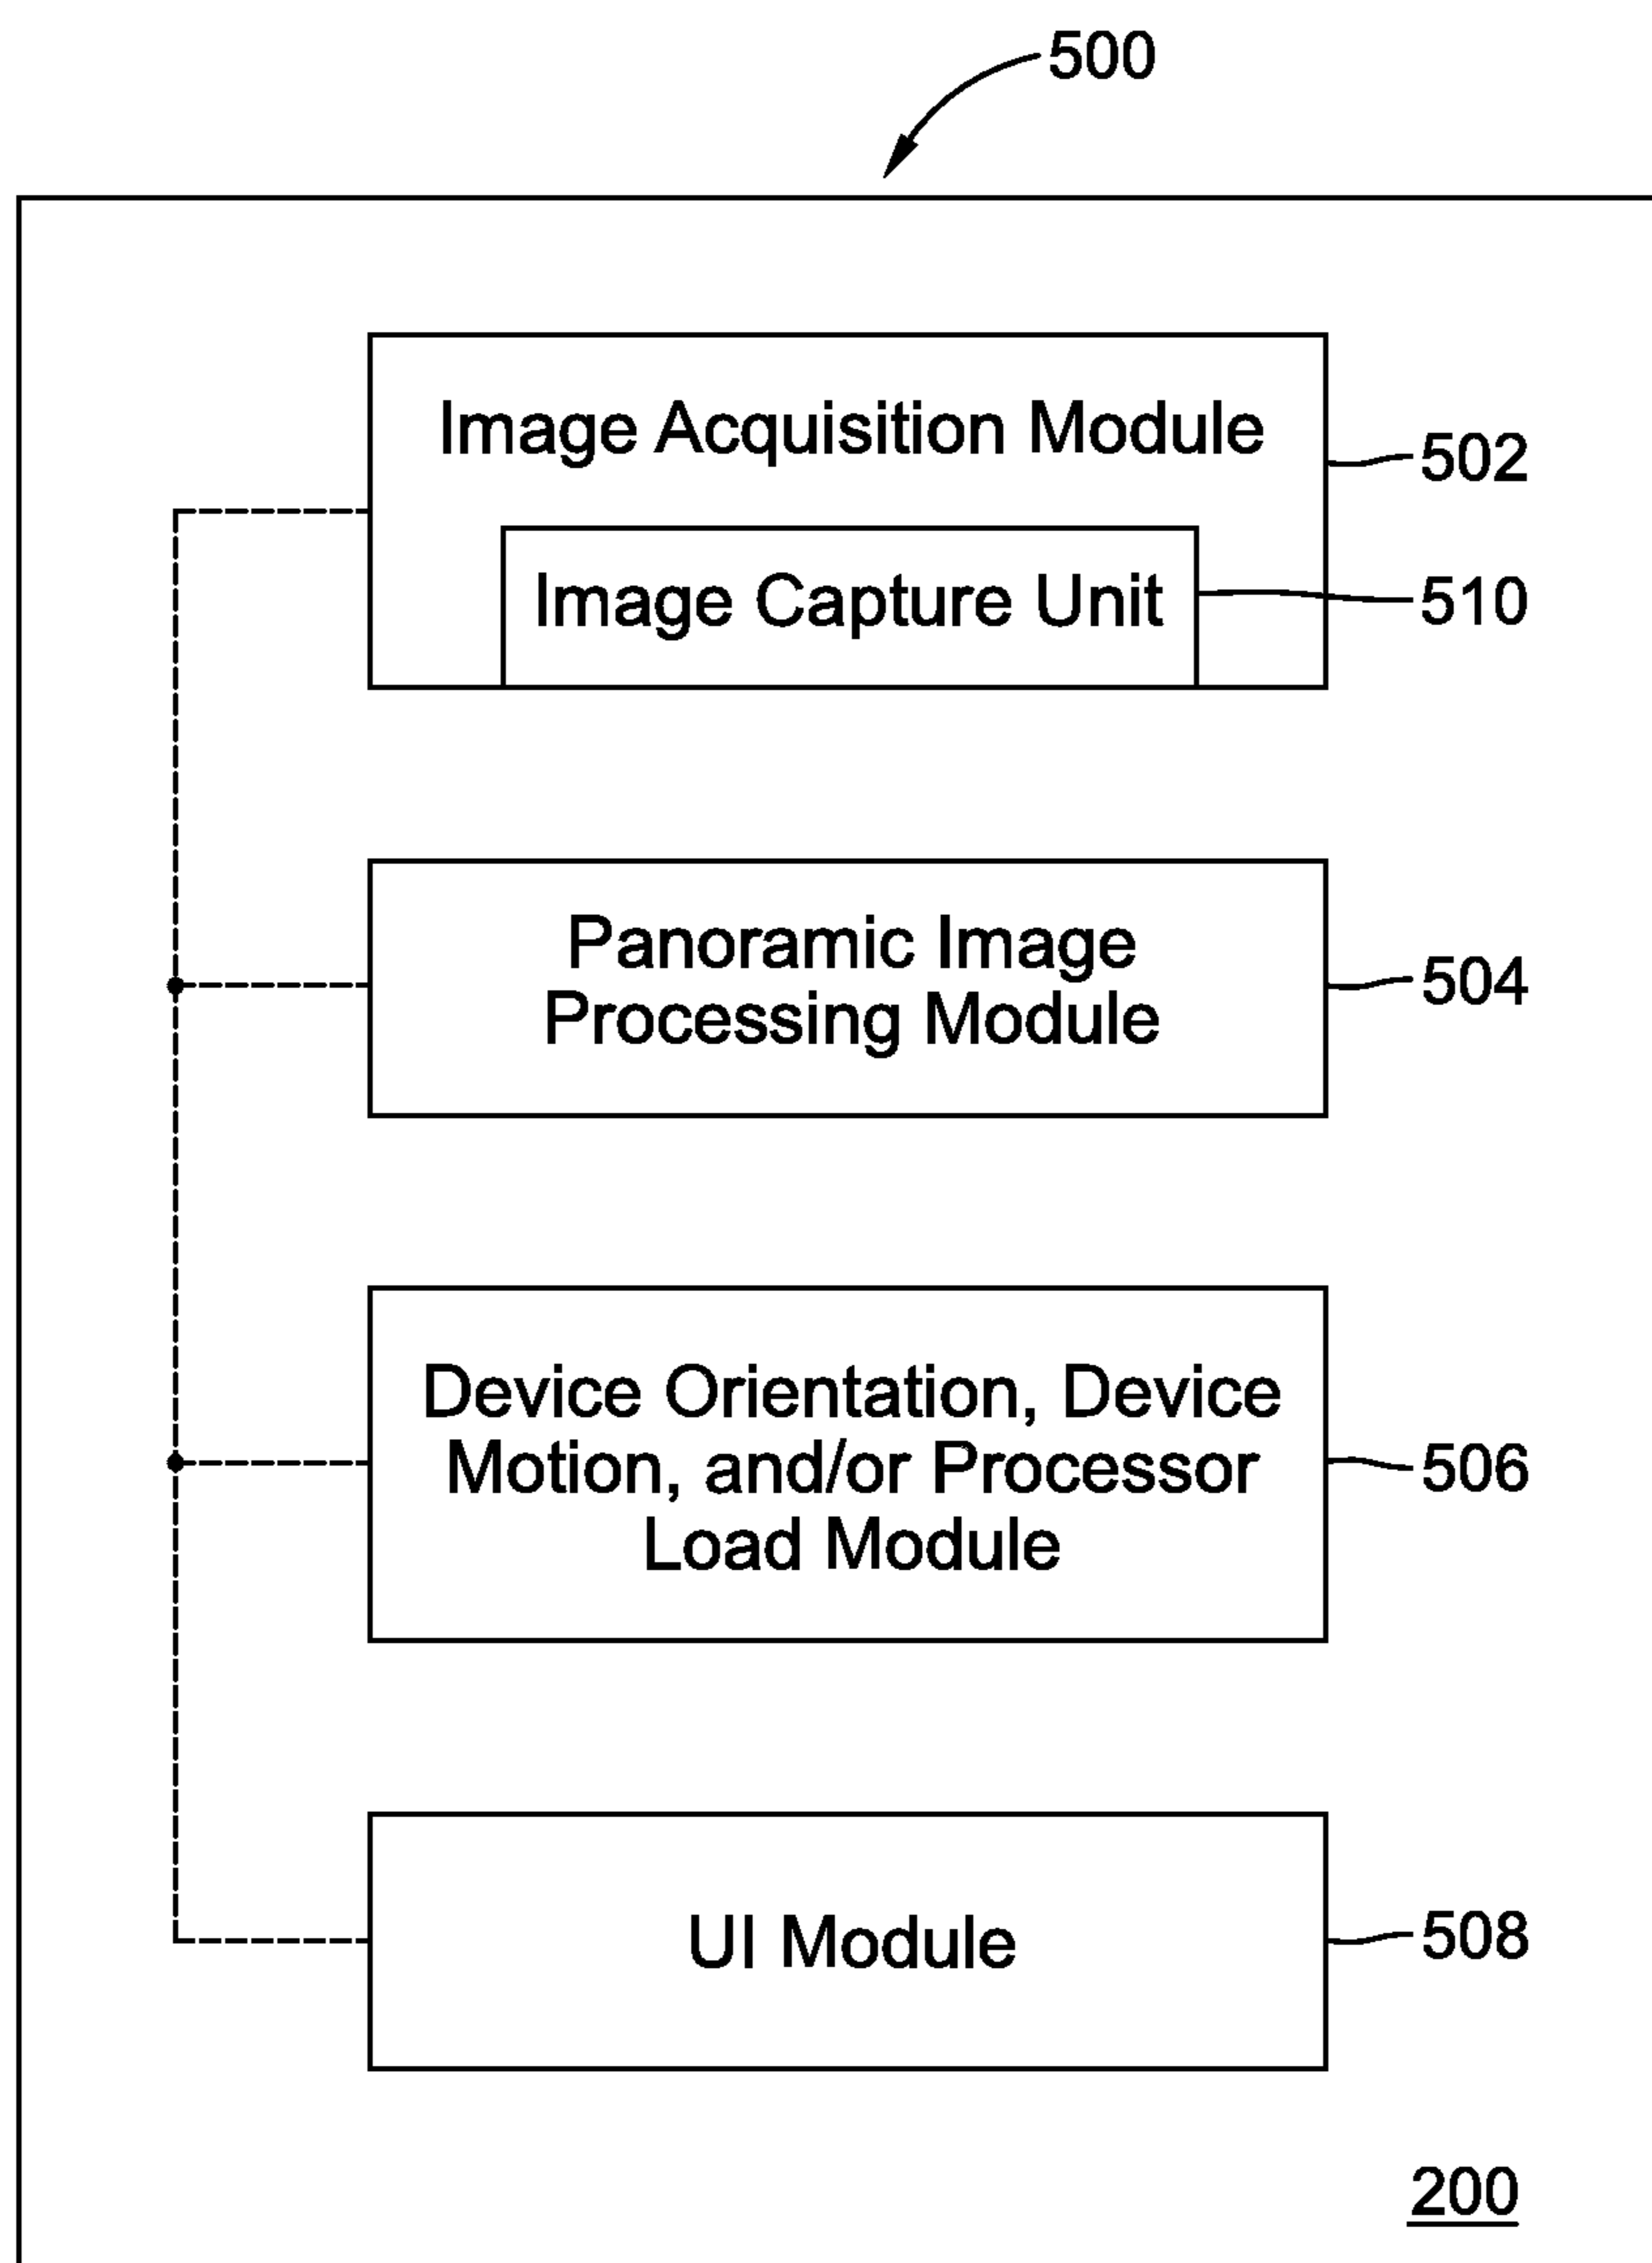 500
Image Acquisition Module
502
Image Capture Unit
510
Panoramic Image
Processing Module
504
Device Orientation, Device
Motion, and/or Processor
Load Module
506
UI Module
508
200